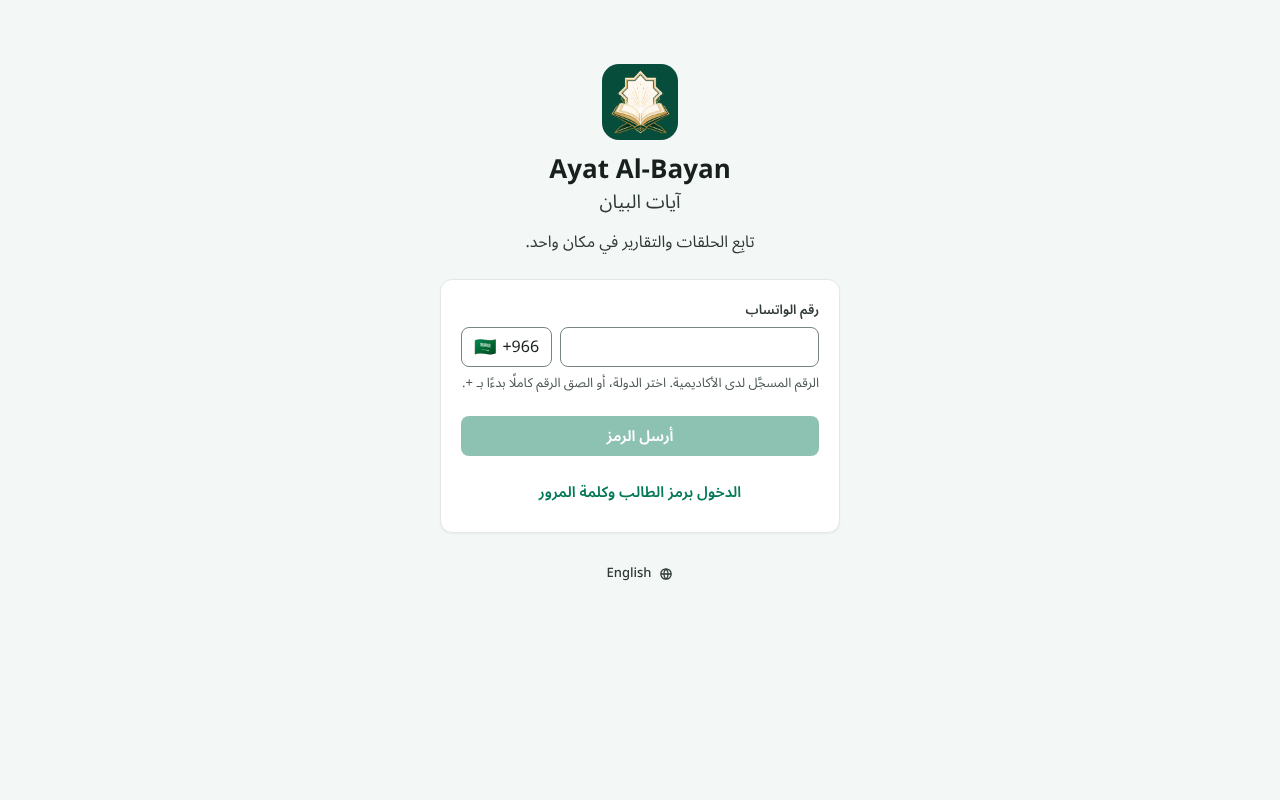 Ayat Al-Bayan
آيات البيان
تابِع الحلقات والتقارير في مكان واحد.
رقم الواتساب
+966
الرقم المسجَّل لدى الأكاديمية. اختر الدولة، أو الصق الرقم كاملًا بدءًا بـ +.
أرسل الرمز
الدخول برمز الطالب وكلمة المرور
English